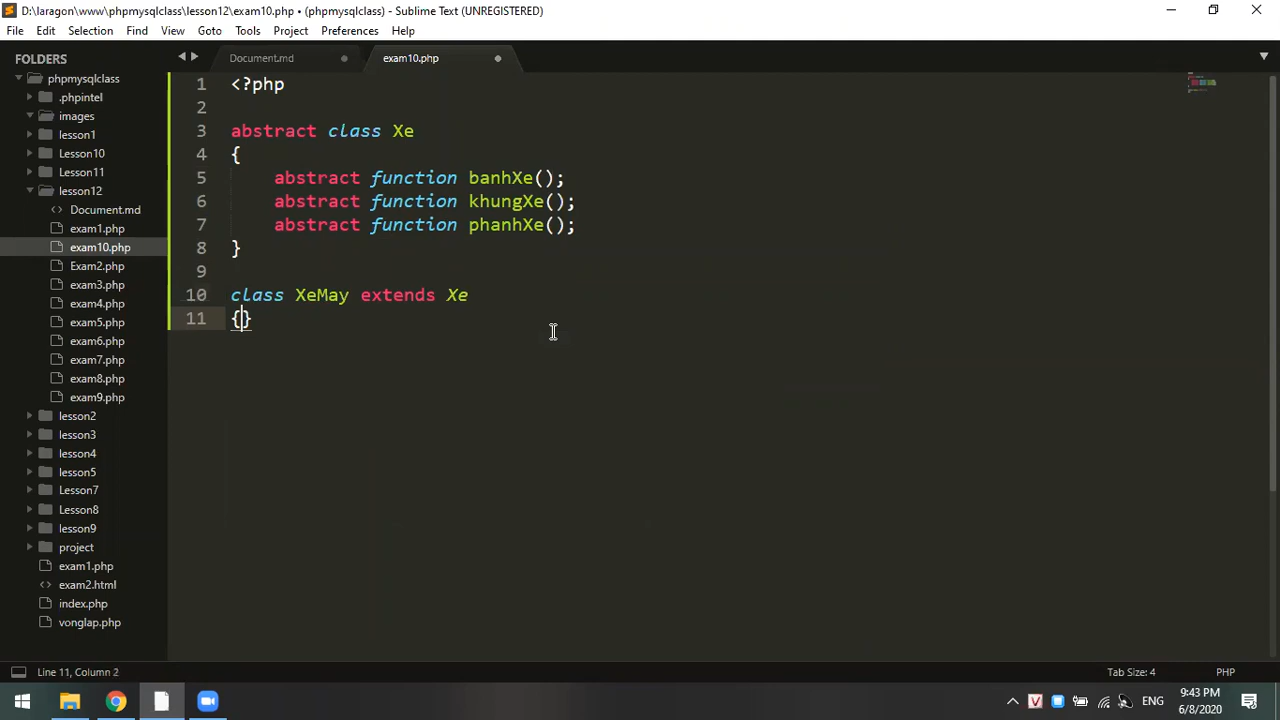 D:\laragon\www\phpmysqlclass\lesson12\exam10.php • (phpmysqlclass) - Sublime Text (UNREGISTERED)
File Edit Selection Find View Goto Tools Project Preferences Help
FOLDERS
phpmysqlclass
.phpintel
images
lesson1
Lesson10
Lesson11
lesson12
<> Document.md
exam1.php
exam10.php
Exam2.php
exam3.php
exam4.php
exam5.php
exam6.php
exam7.php
exam8.php
exam9.php
lesson2
lesson3
lesson4
lesson5
Lesson7
Lesson8
lesson9
project
exam1.php
<> exam2.html
index.php
vonglap.php
Document.md
exam10.php
1 <?php
2
3 abstract class Xe
4 {
5 abstract function banhXe();
6 abstract function khungXe();
7 abstract function phanhXe();
8 }
9
10 class XeMay extends Xe
11 {}
Line 11, Column 2
Tab Size: 4
PHP
V
ENG
9:43 PM
6/8/2020